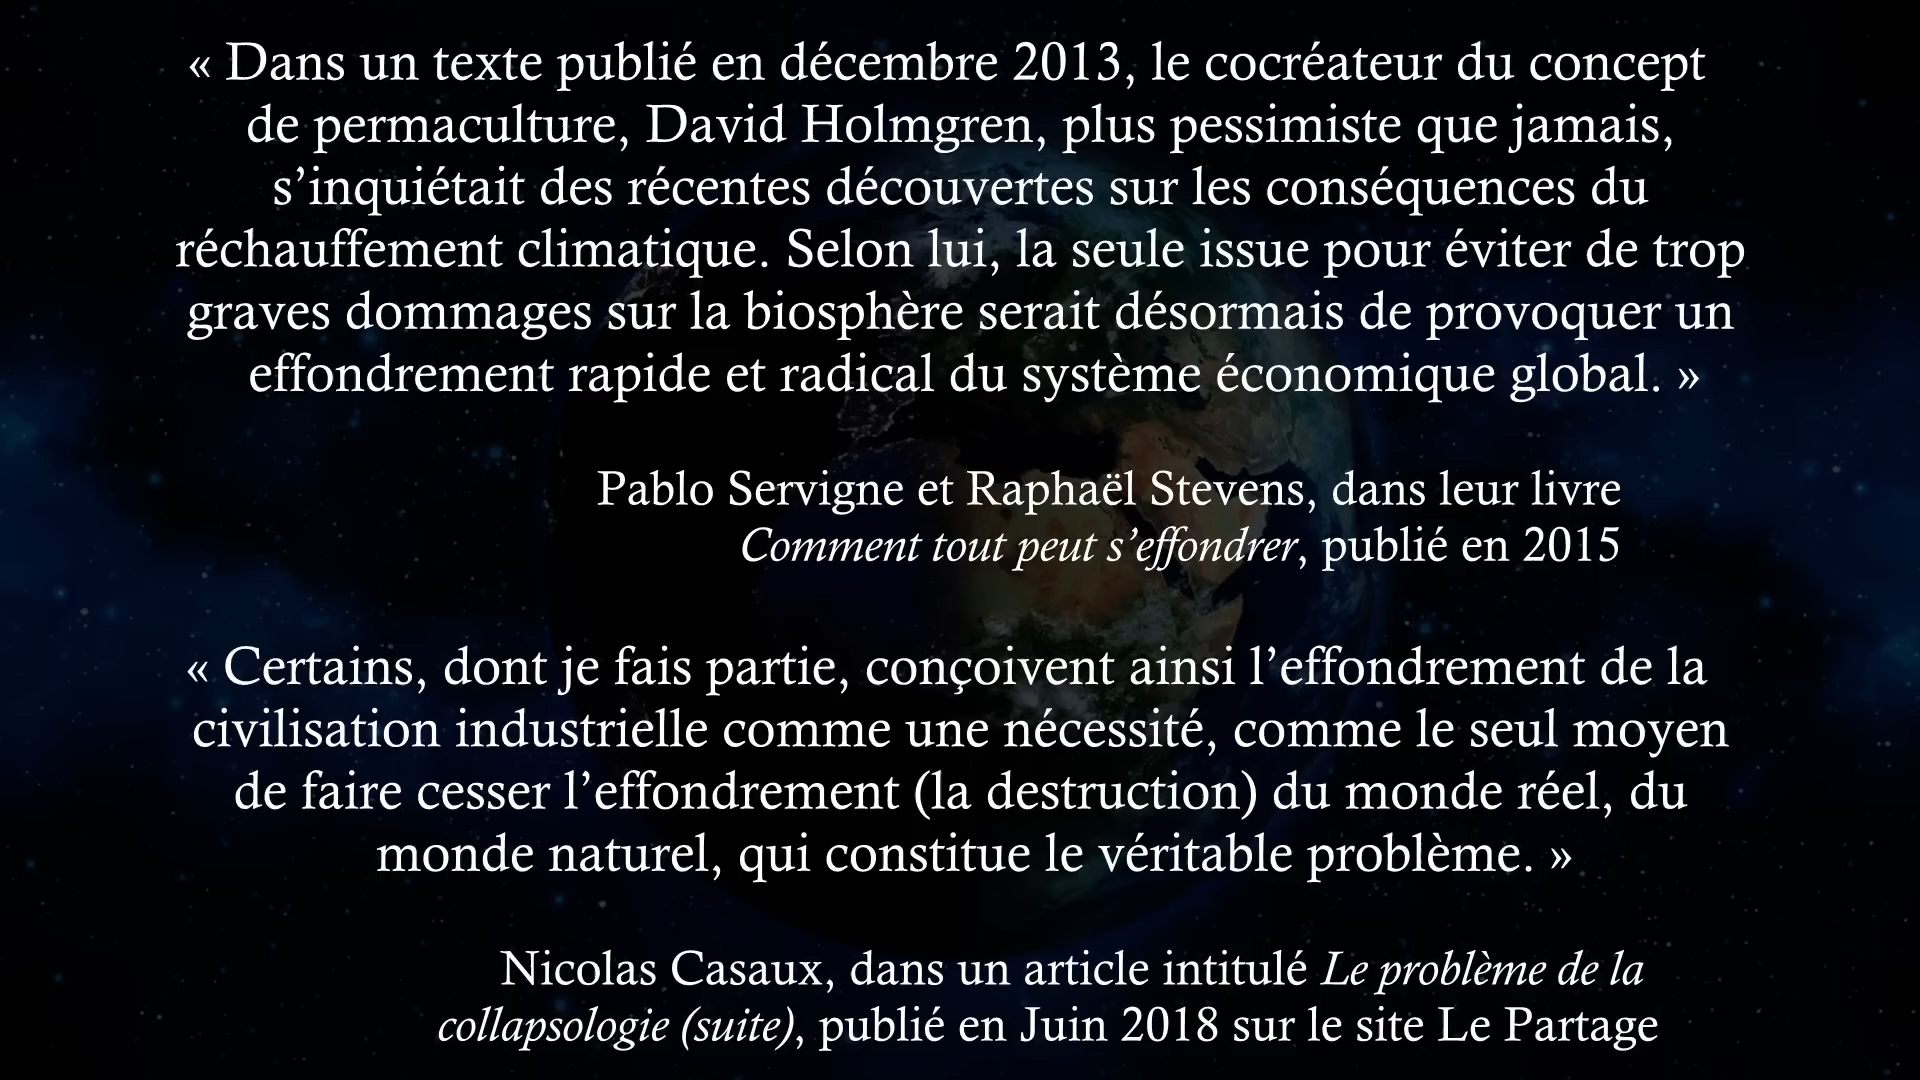 « Dans un texte publié en décembre 2013, le cocréateur du concept
de permaculture, David Holmgren, plus pessimiste que jamais,
s’inquiétait des récentes découvertes sur les conséquences du
réchauffement climatique. Selon lui, la seule issue pour éviter de trop
graves dommages sur la biosphère serait désormais de provoquer un
effondrement rapide et radical du système économique global. »
Pablo Servigne et Raphaël Stevens, dans leur livre
Comment tout peut s’effondrer, publié en 2015
« Certains, dont je fais partie, conçoivent ainsi l’effondrement de la
civilisation industrielle comme une nécessité, comme le seul moyen
de faire cesser l’effondrement (la destruction) du monde réel, du
monde naturel, qui constitue le véritable problème. »
Nicolas Casaux, dans un article intitulé Le problème de la
collapsologie (suite), publié en Juin 2018 sur le site Le Partage